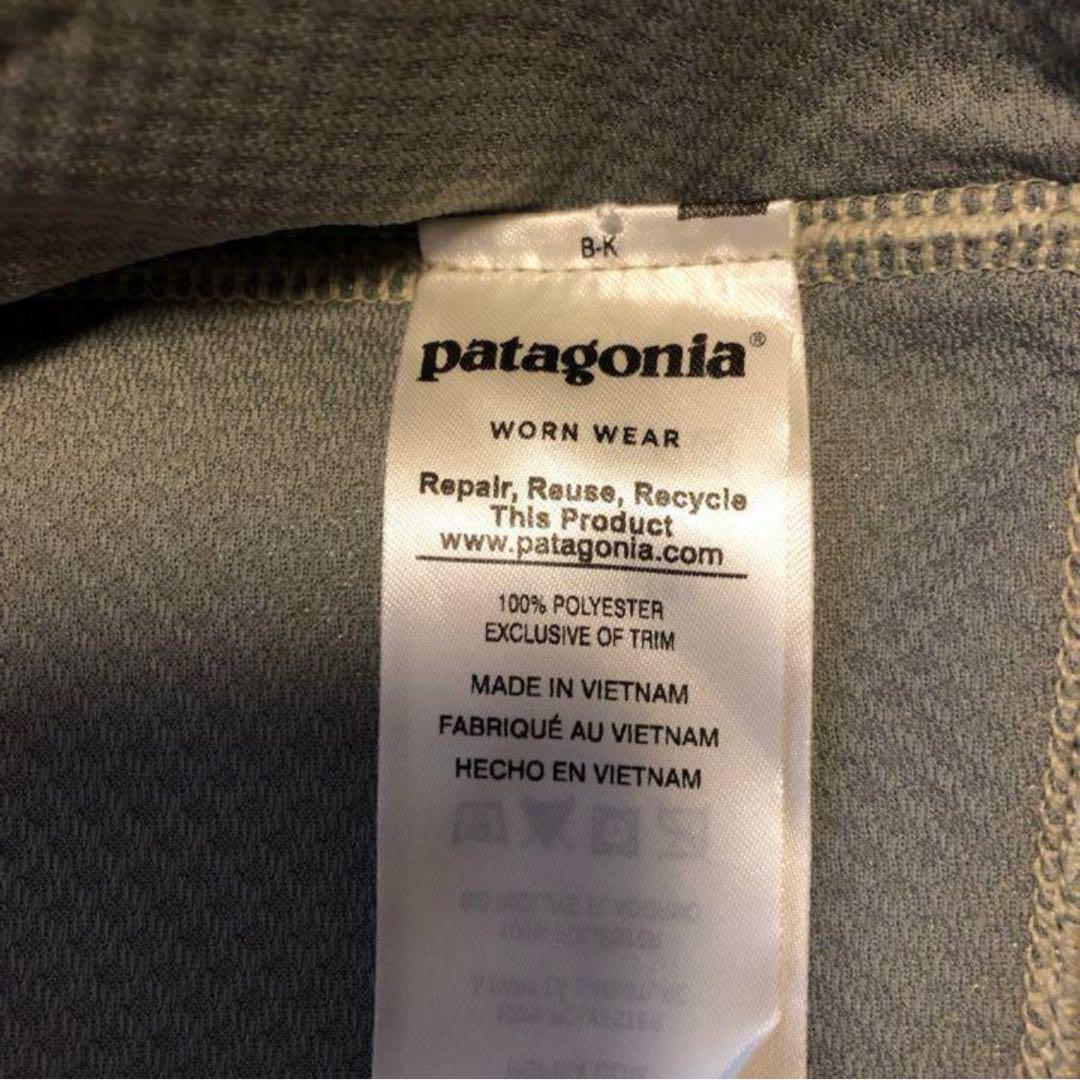 B-K
patagonia®
WORN WEAR
Repair, Reuse, Recycle
This Product
www.patagonia.com
100% POLYESTER
EXCLUSIVE OF TRIM
MADE IN VIETNAM
FABRIQUÉ AU VIETNAM
HECHO EN VIETNAM